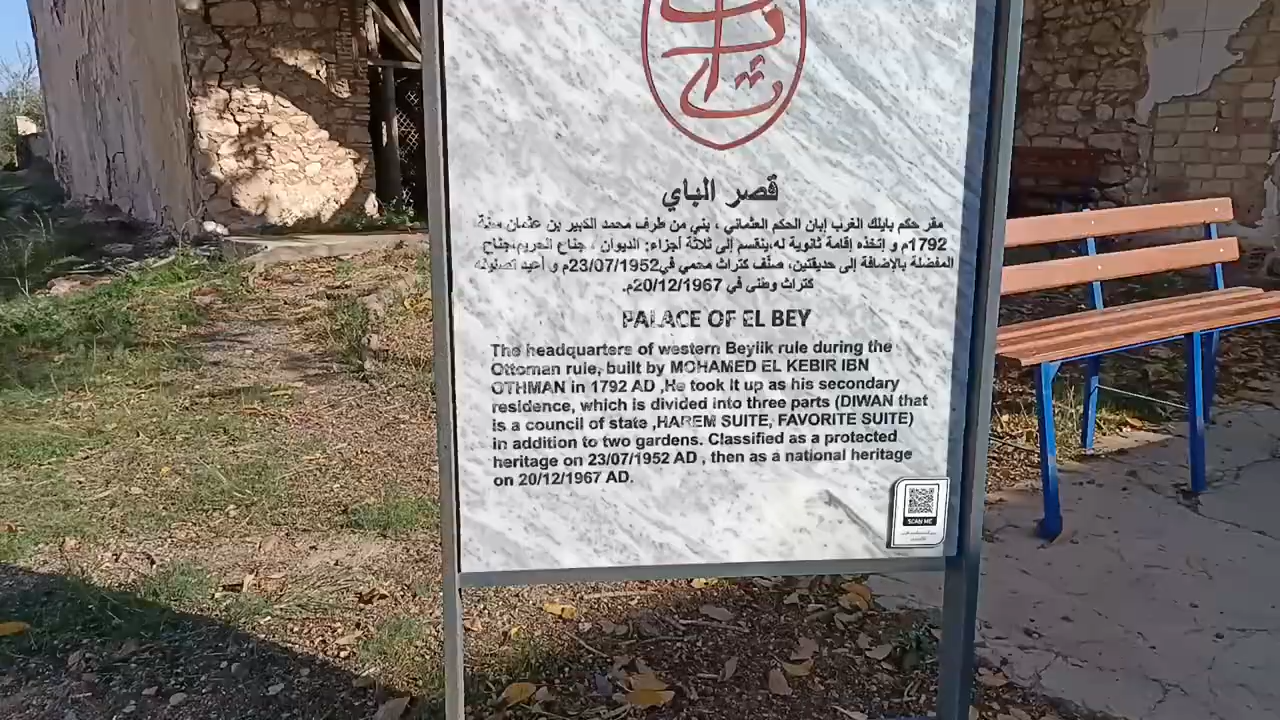 قصر الباي
مقر حكم بايلك الغرب إبان الحكم العثماني ، بني من طرف محمد الكبير بن عثمان سنة
1792م و إتخذه إقامة ثانوية له،ينقسم إلى ثلاثة أجزاء: الديوان ، جناح الحريم،جناح
المفضلة بالإضافة إلى حديقتين، صنّف كتراث محمي في23/07/1952م و أعيد تصنيفه
كتراث وطني في 20/12/1967م.
PALACE OF EL BEY
The headquarters of western Beylik rule during the
Ottoman rule, built by MOHAMED EL KEBIR IBN
OTHMAN in 1792 AD ,He took it up as his secondary
residence, which is divided into three parts (DIWAN that
is a council of state ,HAREM SUITE, FAVORITE SUITE)
in addition to two gardens. Classified as a protected
heritage on 23/07/1952 AD , then as a national heritage
on 20/12/1967 AD.
SCAN ME